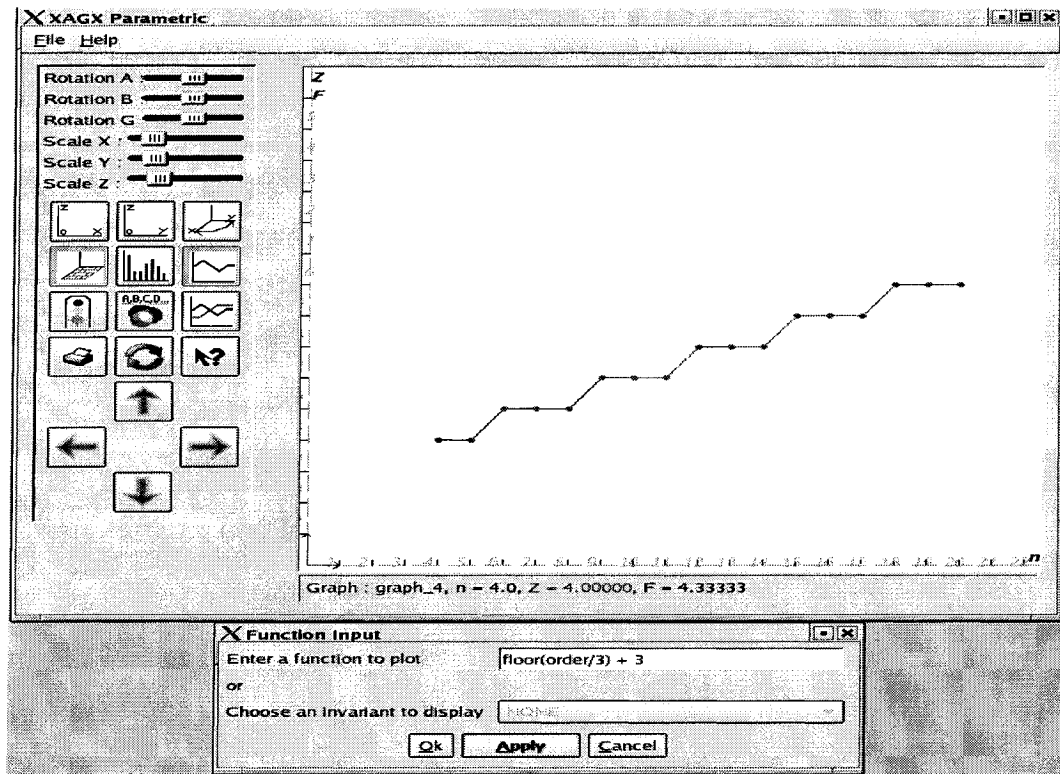 XAGX Parametric
File Help
Rotation A :
Rotation B :
Rotation G :
Scale X :
Scale Y :
Scale Z :
Z
F
Z
o X
Z
o Y
X Y
A,B,C,D...
?
n
Graph : graph_4, n = 4.0, Z = 4.00000, F = 4.33333
Function Input
Enter a function to plot floor(order/3) + 3
or
Choose an invariant to display NONE
Ok Apply Cancel